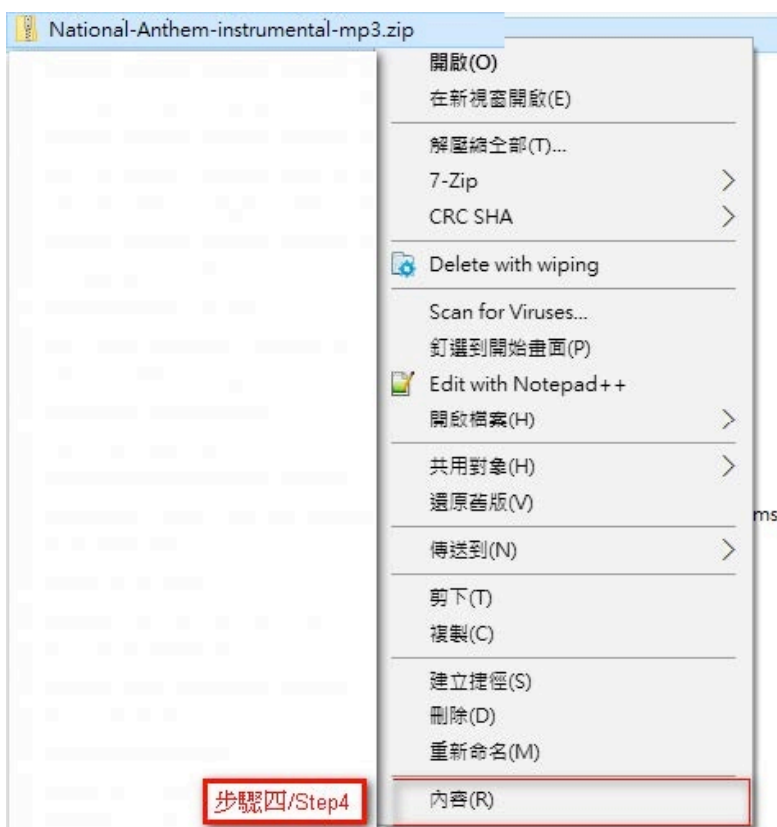 National-Anthem-instrumental-mp3.zip
開啟(O)
在新視窗開啟(E)
解壓縮全部(T)...
7-Zip
CRC SHA
Delete with wiping
Scan for Viruses...
釘選到開始畫面(P)
Edit with Notepad++
開啟檔案(H)
共用對象(H)
還原舊版(V)
ms
傳送到(N)
剪下(T)
複製(C)
建立捷徑(S)
刪除(D)
重新命名(M)
步驟四/Step4
內容(R)